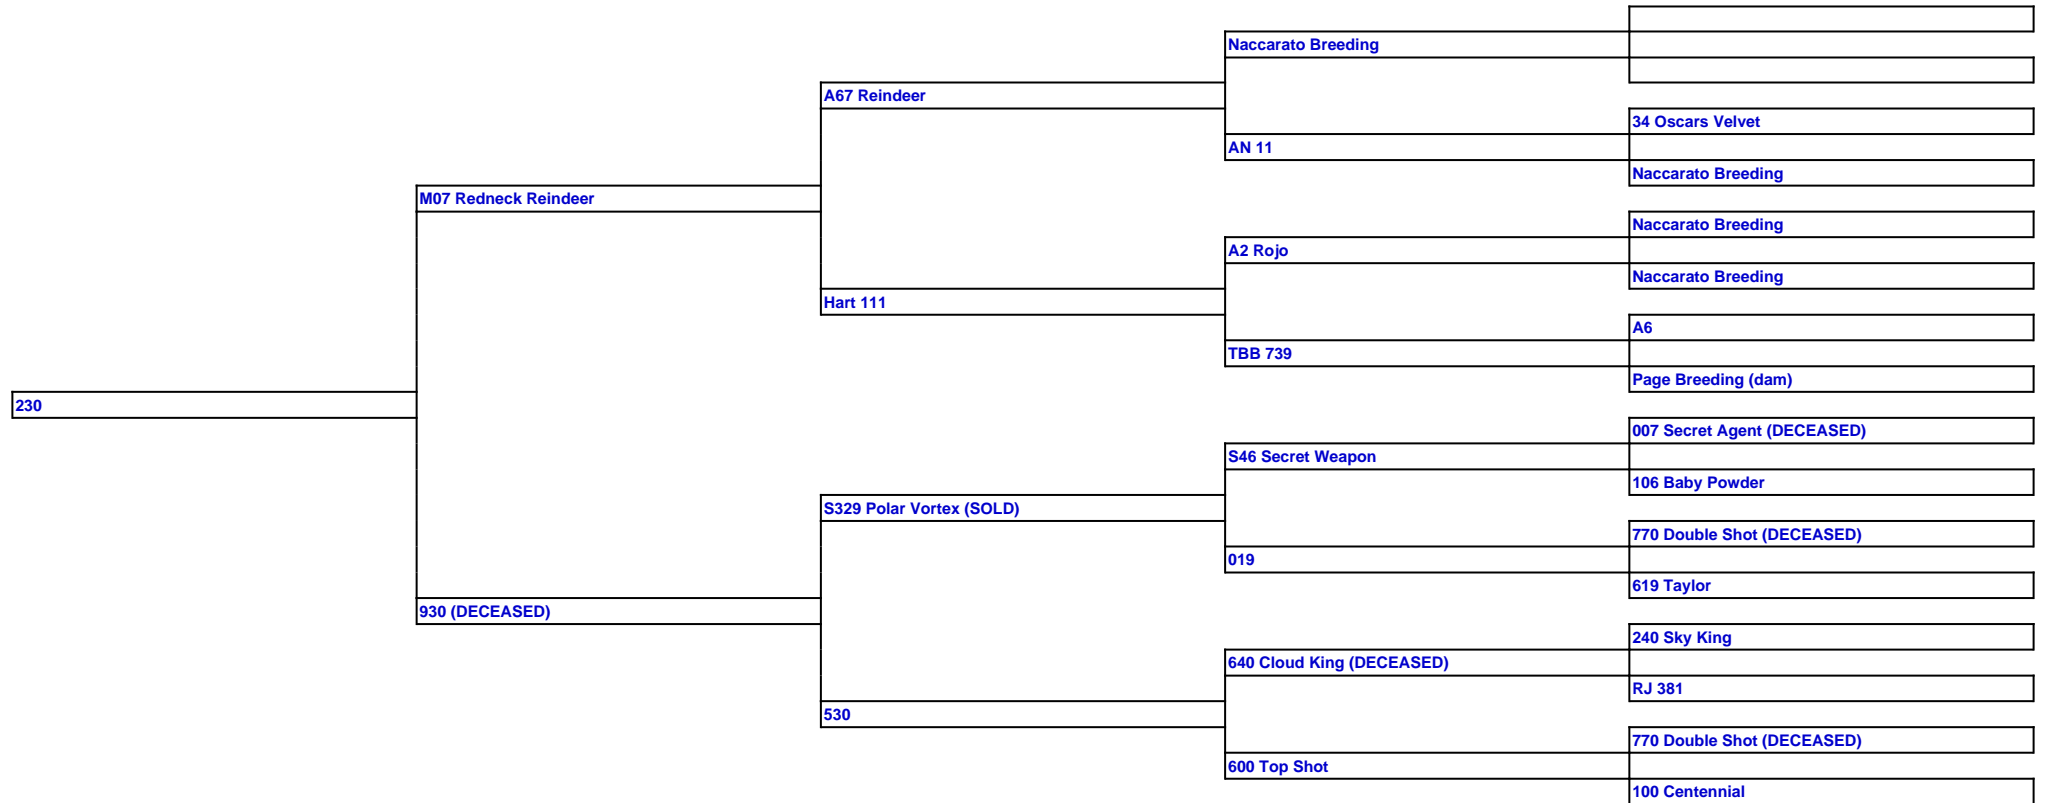 Naccarato Breeding
A67 Reindeer
34 Oscars Velvet
AN 11
Naccarato Breeding
M07 Redneck Reindeer
Naccarato Breeding
A2 Rojo
Naccarato Breeding
Hart 111
A6
TBB 739
Page Breeding (dam)
230
007 Secret Agent (DECEASED)
S46 Secret Weapon
106 Baby Powder
S329 Polar Vortex (SOLD)
770 Double Shot (DECEASED)
019
619 Taylor
930 (DECEASED)
240 Sky King
640 Cloud King (DECEASED)
RJ 381
530
770 Double Shot (DECEASED)
600 Top Shot
100 Centennial